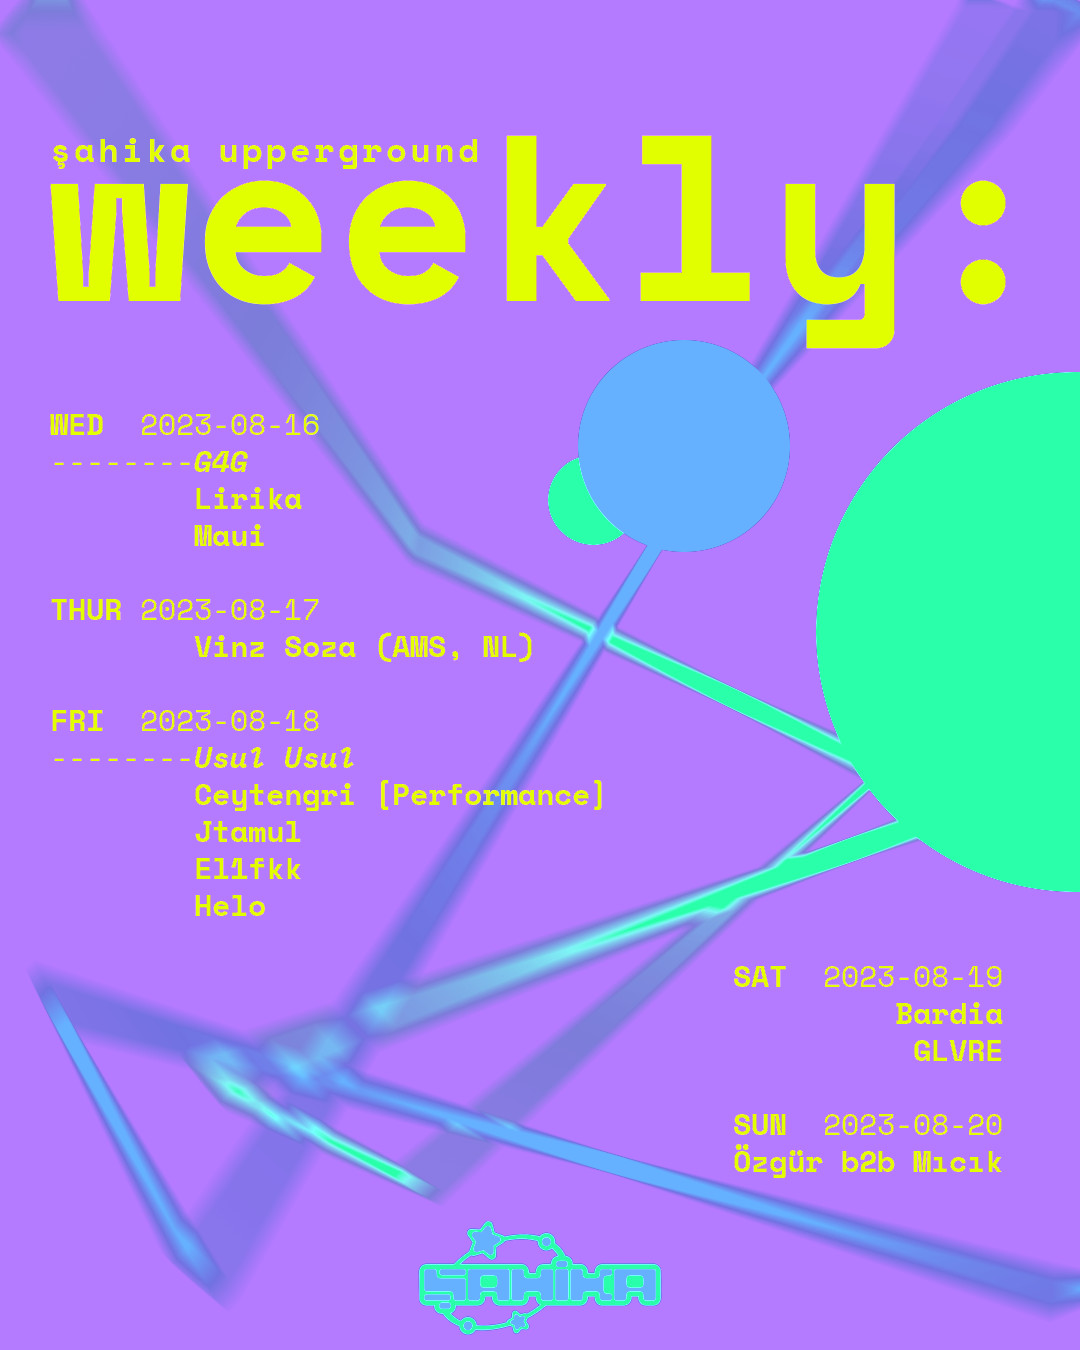 şahika upperground
weekly:
WED 2023-08-16
--------G4G
Lirika
Maui
THUR 2023-08-17
Vinz Soza (AMS, NL)
FRI 2023-08-18
--------Usul Usul
Ceytengri [Performance]
Jtamul
El1fkk
Helo
SAT 2023-08-19
Bardia
GLVRE
SUN 2023-08-20
Özgür b2b Mıcık
ŞAHİKA